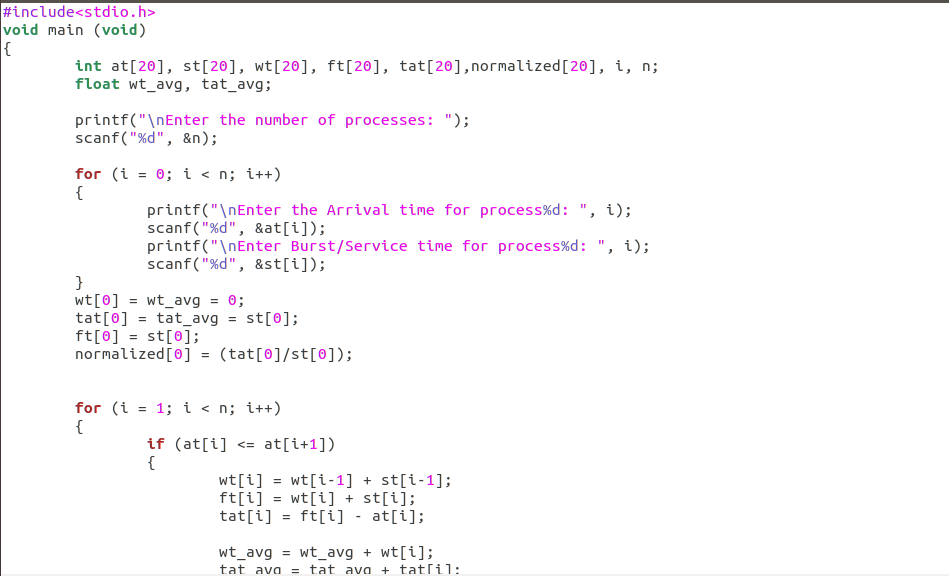 #include<stdio.h>
void main (void)
{
        int at[20], st[20], wt[20], ft[20], tat[20],normalized[20], i, n;
        float wt_avg, tat_avg;

        printf("\nEnter the number of processes: ");
        scanf("%d", &n);

        for (i = 0; i < n; i++)
        {
                printf("\nEnter the Arrival time for process%d: ", i);
                scanf("%d", &at[i]);
                printf("\nEnter Burst/Service time for process%d: ", i);
                scanf("%d", &st[i]);
        }
        wt[0] = wt_avg = 0;
        tat[0] = tat_avg = st[0];
        ft[0] = st[0];
        normalized[0] = (tat[0]/st[0]);


        for (i = 1; i < n; i++)
        {
                if (at[i] <= at[i+1])
                {
                        wt[i] = wt[i-1] + st[i-1];
                        ft[i] = wt[i] + st[i];
                        tat[i] = ft[i] - at[i];

                        wt_avg = wt_avg + wt[i];
                        tat_avg = tat_avg + tat[i];